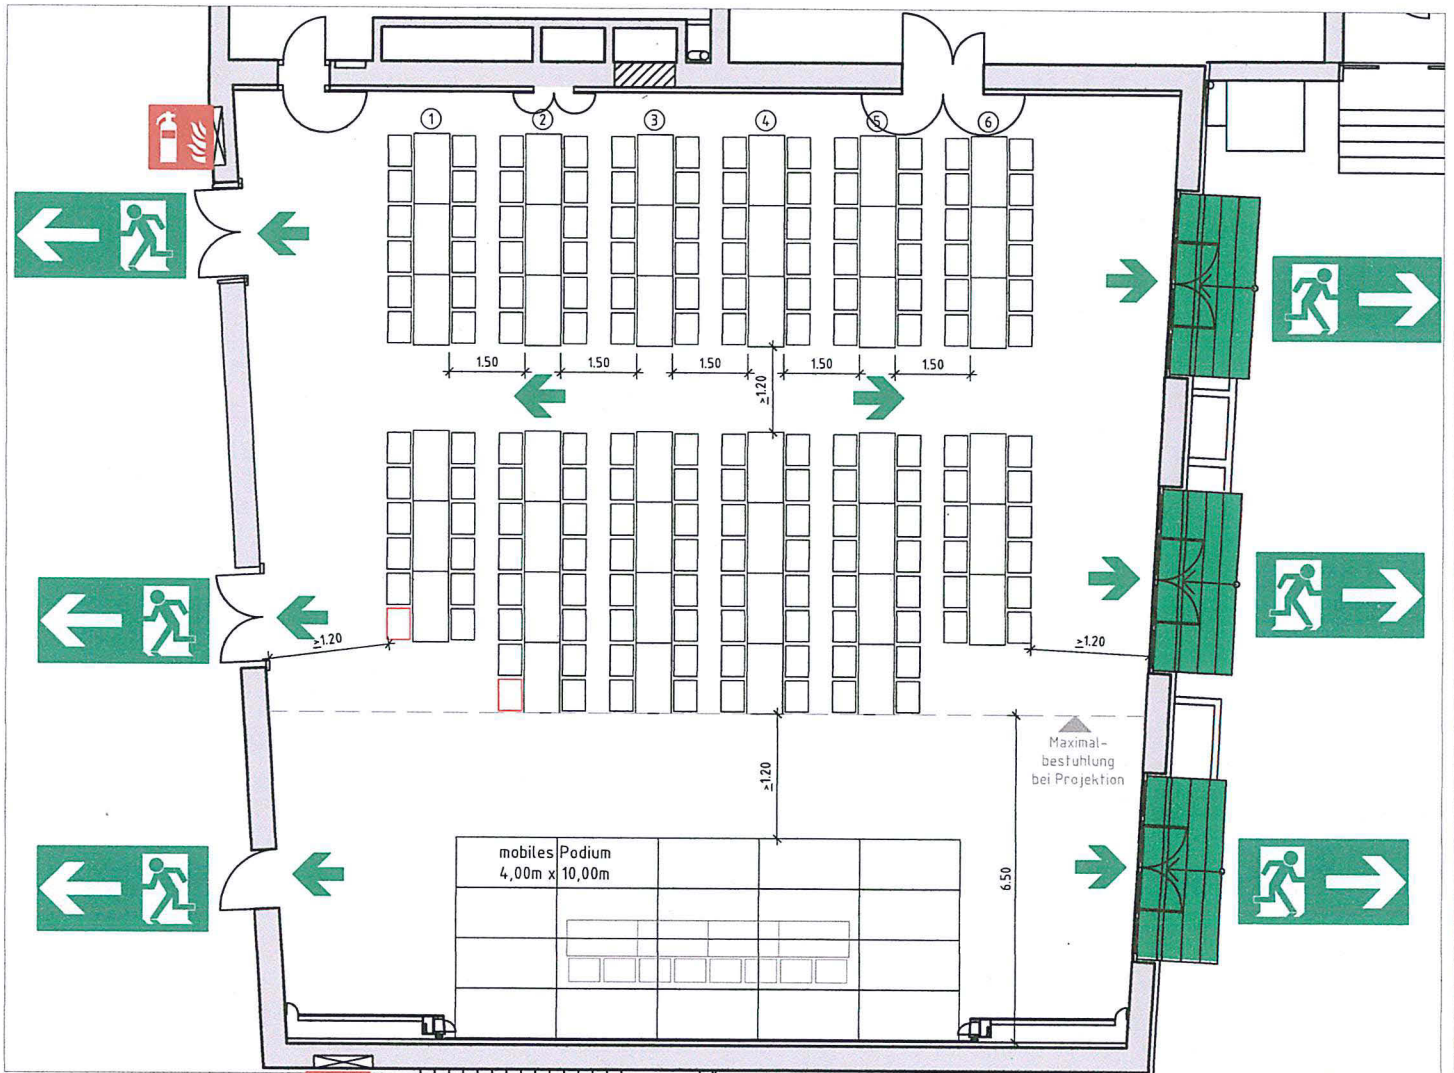 1 2 3 4 5 6
1.50 1.50 1.50 1.50 1.50
≥1.20
≥1.20 ≥1.20
Maximal-
bestuhlung
bei Projektion
≥1.20
mobiles Podium
4,00m x 10,00m
6.50